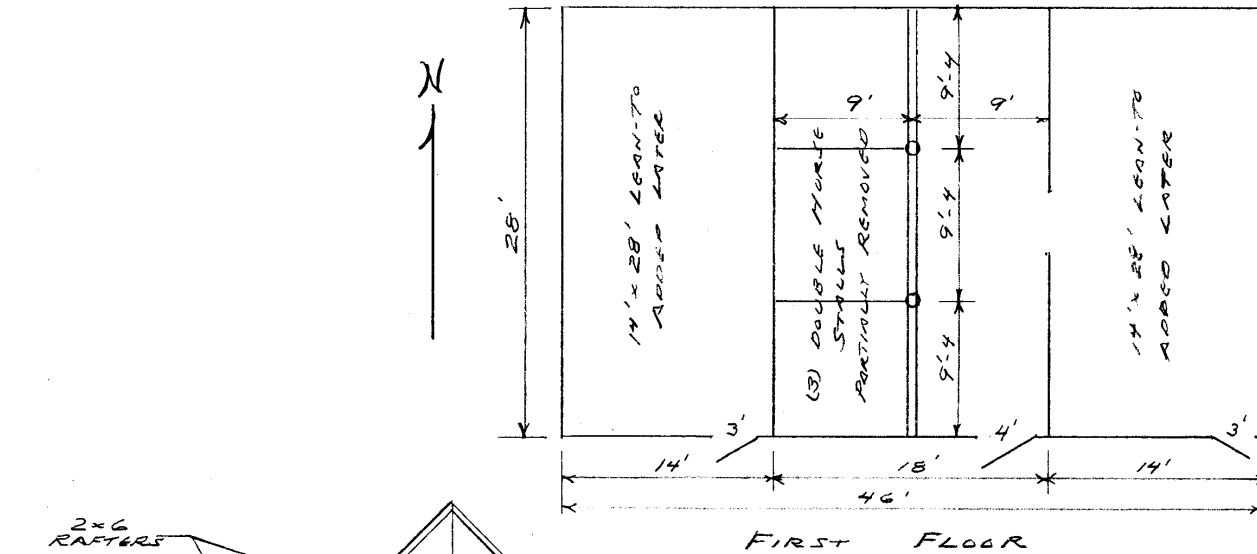 N
28'
14' x 28' LEAN-TO
ADDED LATER
9'
9'
9'-4
9'-4
9'-4
(3) DOUBLE HORSE
STALLS
PARTIALLY REMOVED
14' x 28' LEAN-TO
ADDED LATER
3'
4'
3'
14'
18'
14'
46'
FIRST FLOOR
2x6
RAFTERS